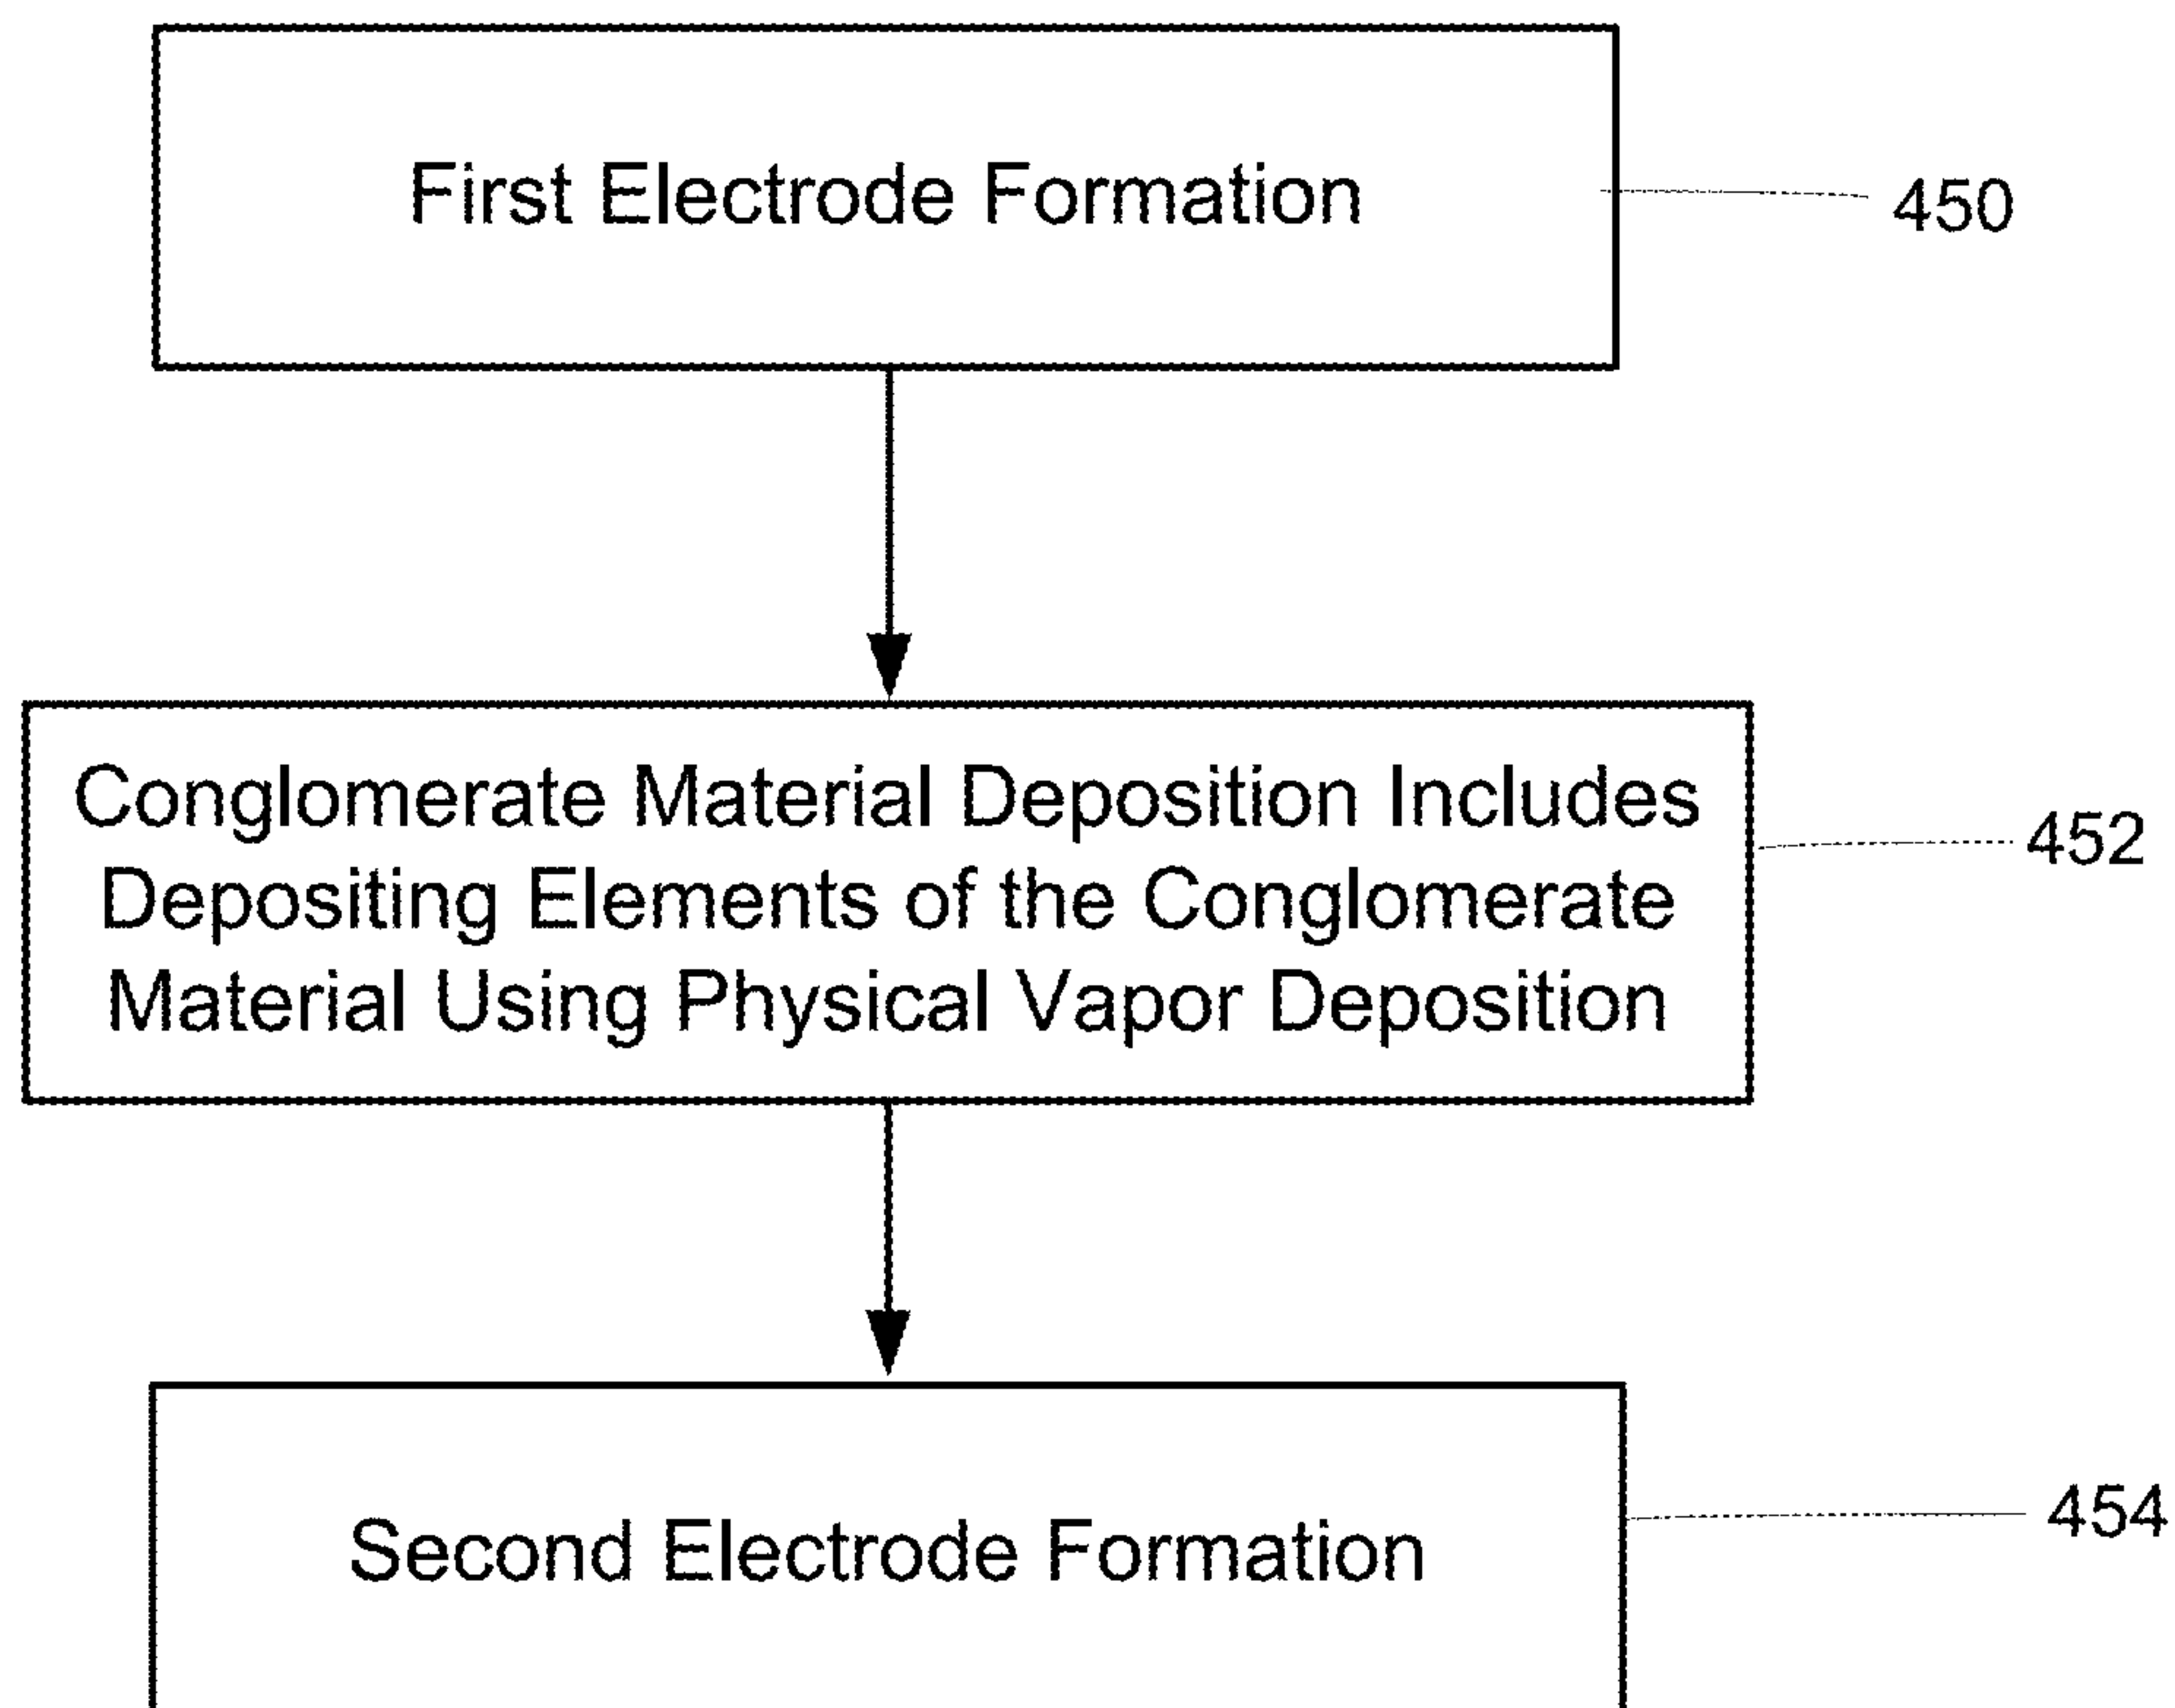 First Electrode Formation
450
Conglomerate Material Deposition Includes
Depositing Elements of the Conglomerate
Material Using Physical Vapor Deposition
452
Second Electrode Formation
454